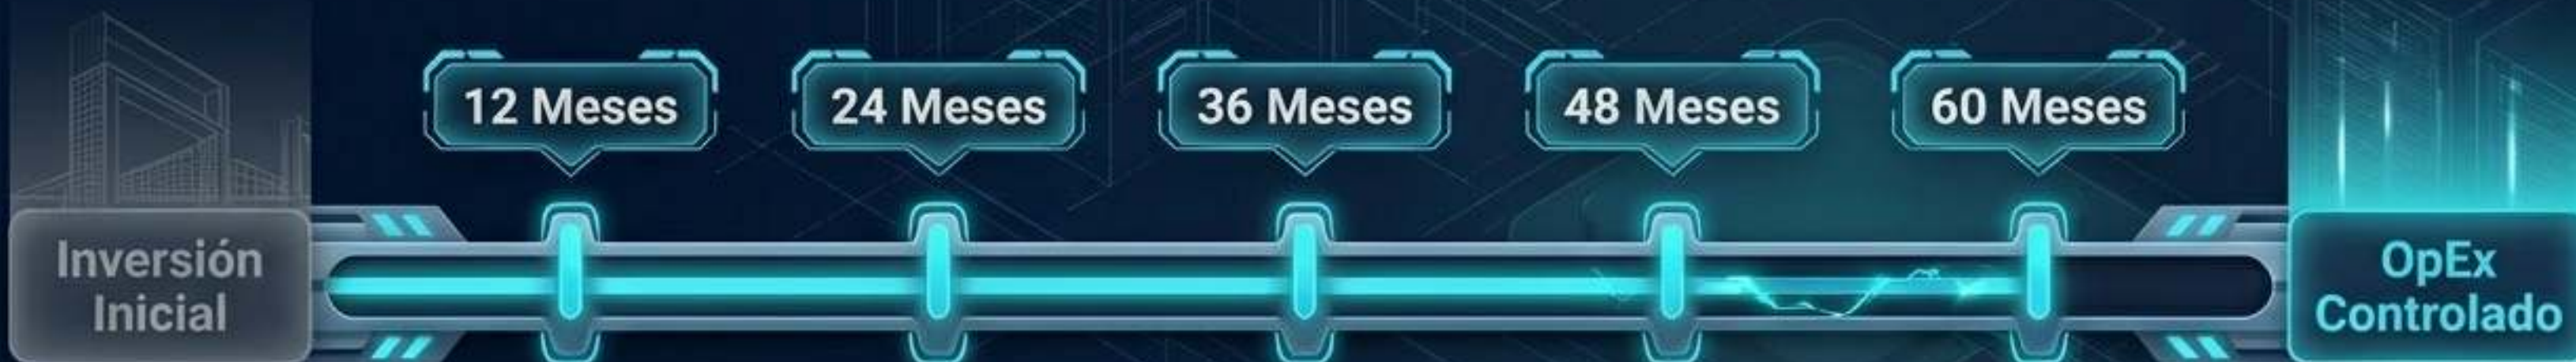 12 Meses
24 Meses
36 Meses
48 Meses
60 Meses
Inversión
Inicial
OpEx
Controlado